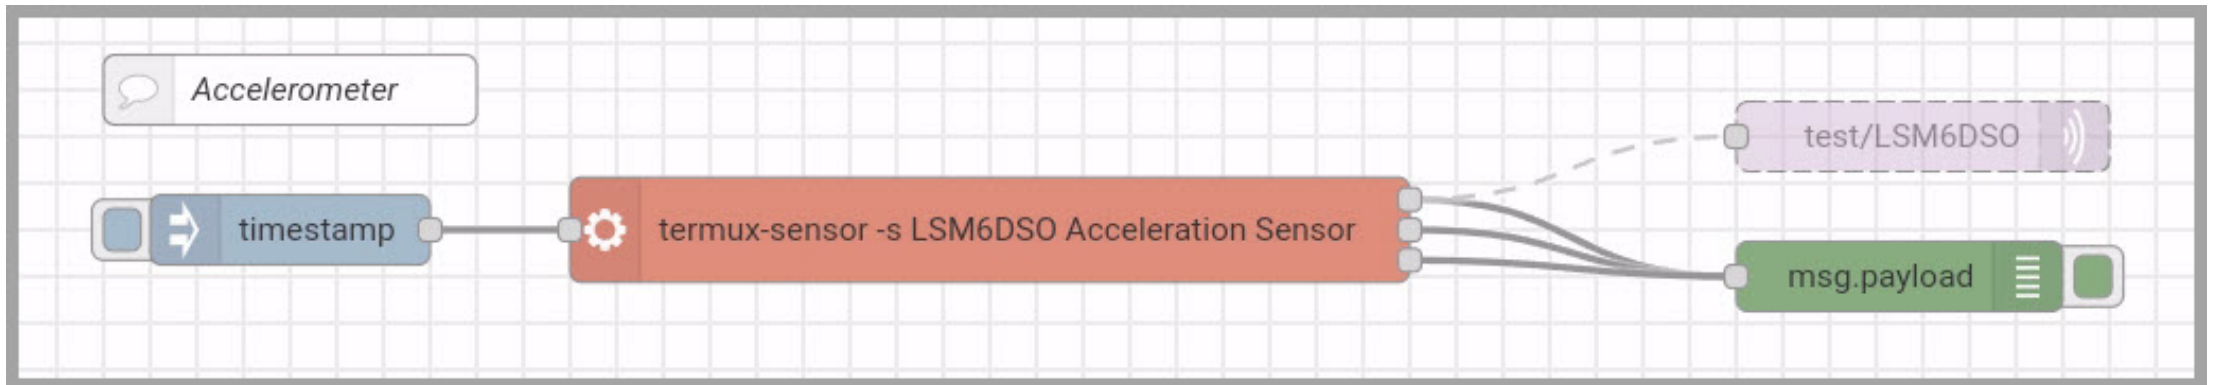 Accelerometer
test/LSM6DSO
timestamp
termux-sensor -s LSM6DSO Acceleration Sensor
msg.payload